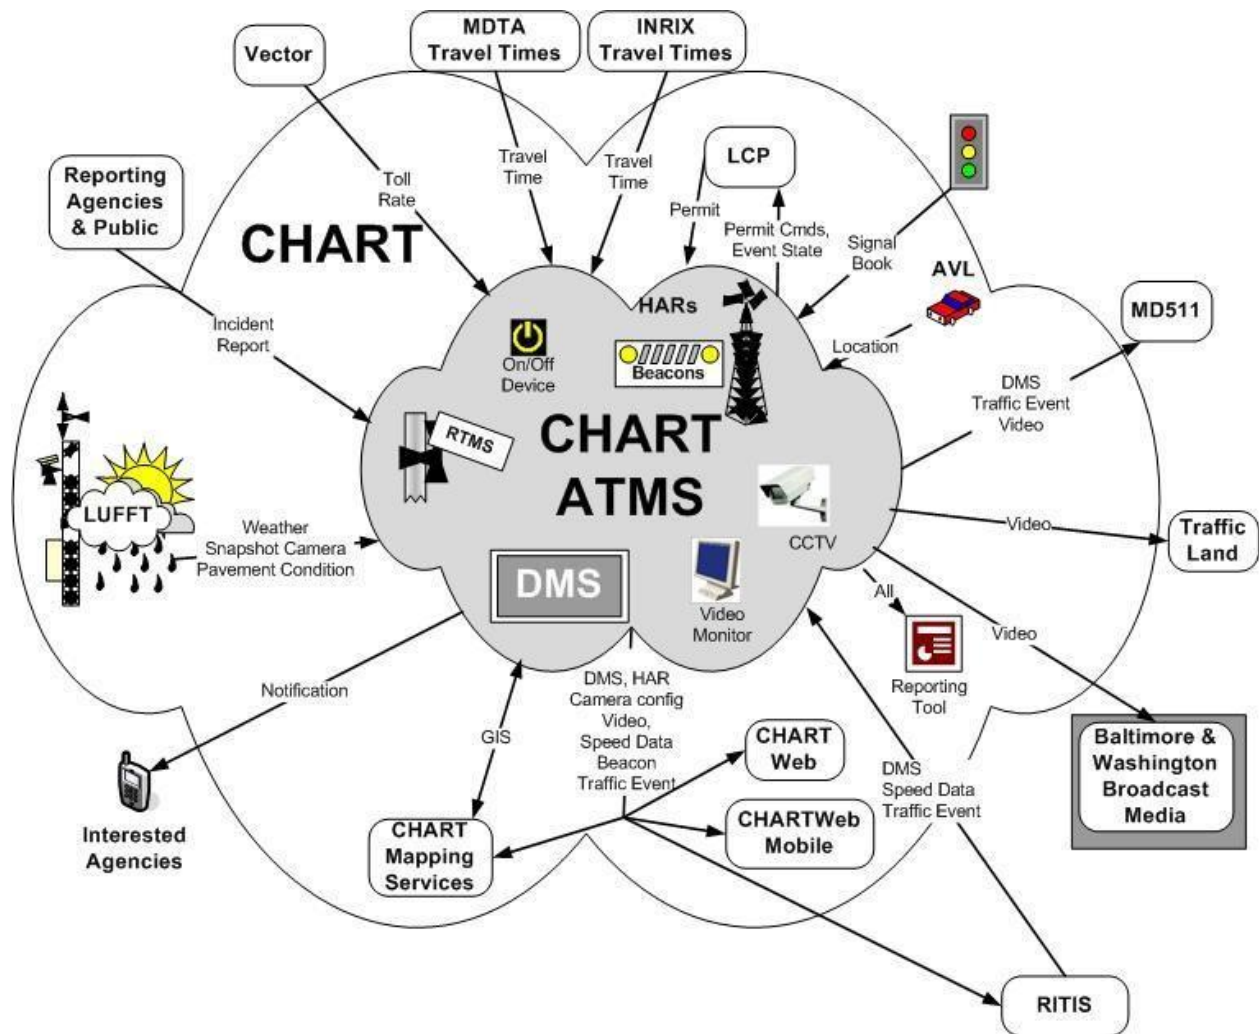 MDTA
Travel Times
INRIX
Travel Times
Vector
LCP
Reporting
Agencies
& Public
Travel
Time
Travel
Time
Toll
Rate
Permit
Permit Cmds,
Event State
Signal
Book
CHART
AVL
MD511
HARs
Incident
Report
Location
On/Off
Device
Beacons
DMS
Traffic Event
Video
RTMS
CHART
ATMS
LUFFT
Weather
Snapshot Camera
Pavement Condition
CCTV
Video
Traffic
Land
DMS
Video
Monitor
All
Video
Reporting
Tool
Notification
DMS, HAR
Camera config
Video,
Speed Data
Beacon
Traffic Event
GIS
CHART
Web
DMS
Speed Data
Traffic Event
Baltimore &
Washington
Broadcast
Media
Interested
Agencies
CHART
Mapping
Services
CHARTWeb
Mobile
RITIS